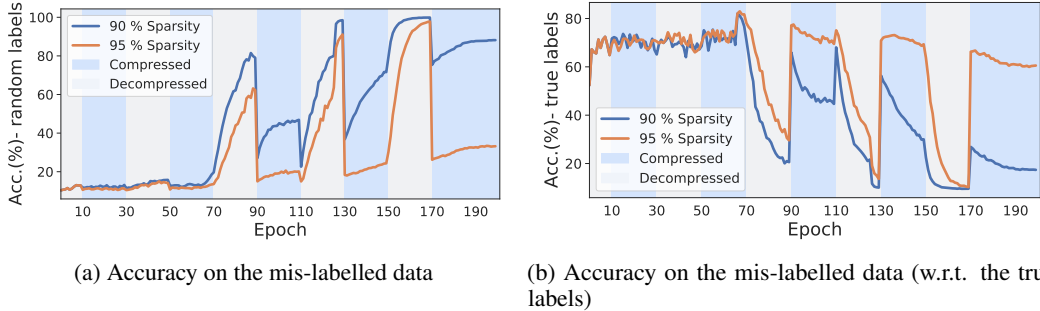 Acc.(%)- random labels
100
80
60
40
20
90 % Sparsity
95 % Sparsity
Compressed
Decompressed
10 30 50 70 90 110 130 150 170 190
Epoch
(a) Accuracy on the mis-labelled data
Acc.(%)- true labels
80
60
40
20
90 % Sparsity
95 % Sparsity
Compressed
Decompressed
10 30 50 70 90 110 130 150 170 190
Epoch
(b) Accuracy on the mis-labelled data (w.r.t. the
labels)